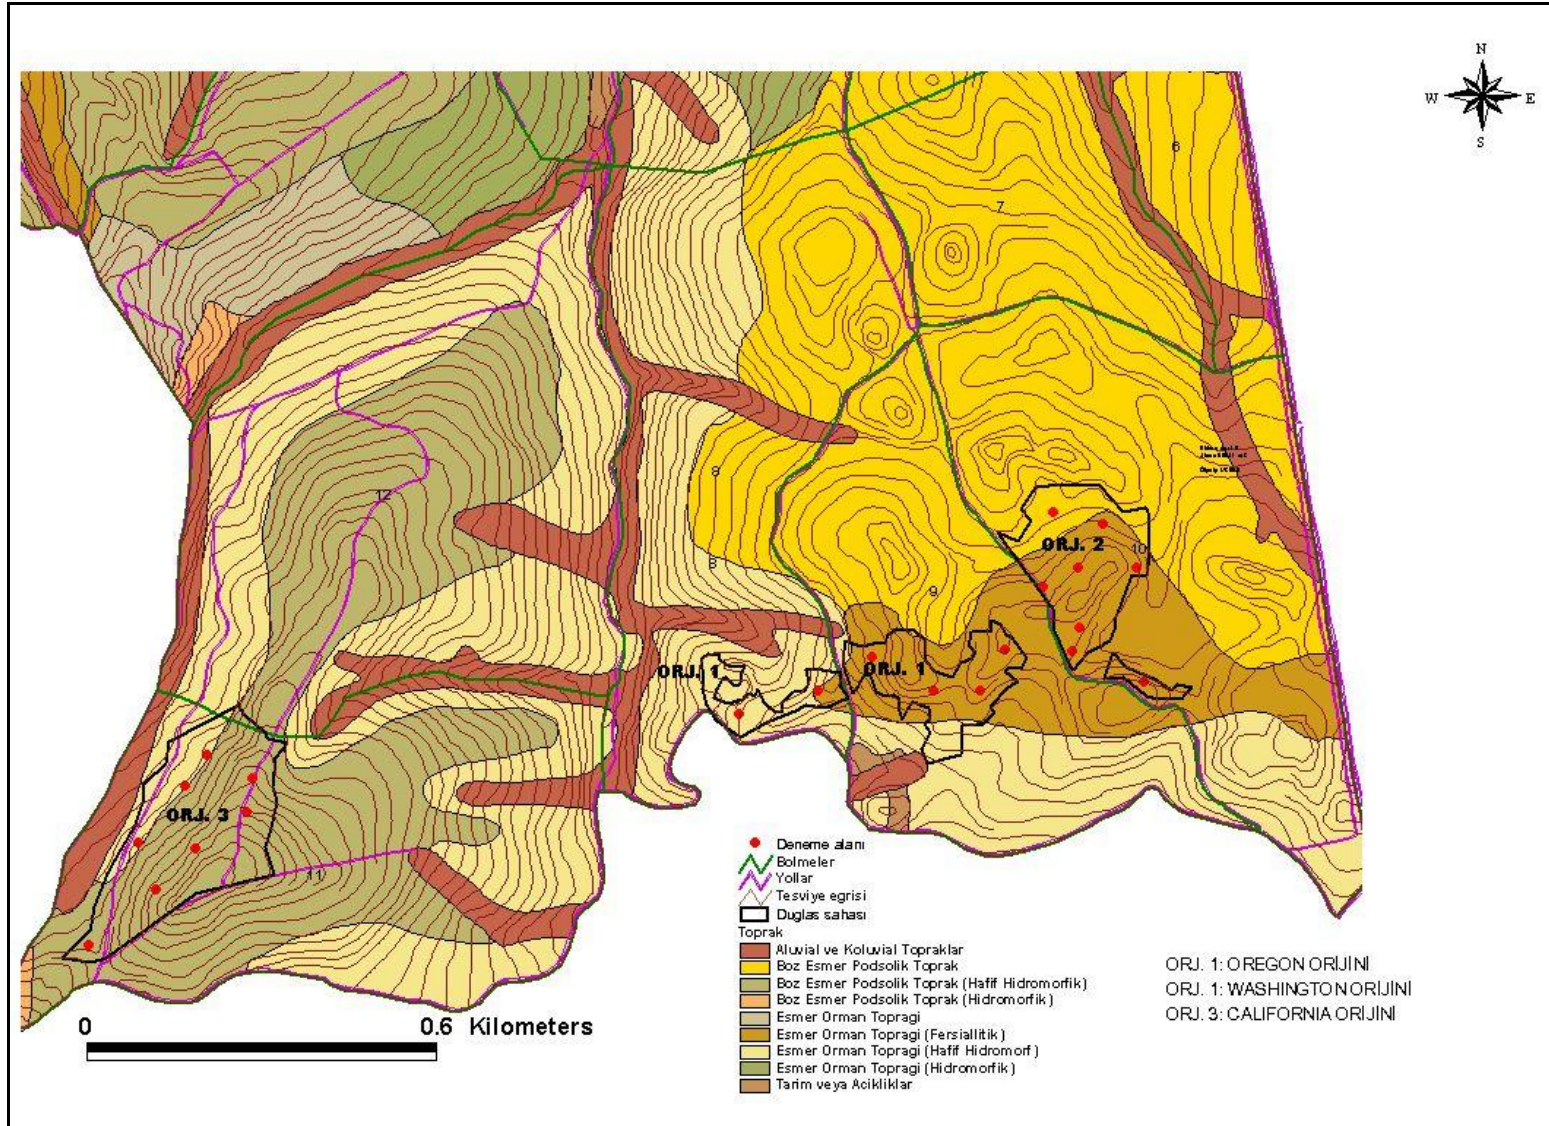 N
W E
S
6
7
12
8
8
9
10
ORJ. 2
ORJ. 1
ORJ. 1
ORJ. 3
11
0 0.6 Kilometers
Deneme alanı
Bolmeler
Yollar
Tesviye egrisi
Duglas sahası
Toprak
Aluvial ve Koluvial Topraklar
Boz Esmer Podsolik Toprak
Boz Esmer Podsolik Toprak (Hafif Hidromorfik)
Boz Esmer Podsolik Toprak (Hidromorfik)
Esmer Orman Topragi
Esmer Orman Topragi (Fersiallitik)
Esmer Orman Topragi (Hafif Hidromorf)
Esmer Orman Topragi (Hidromorfik)
Tarim veya Acikliklar
ORJ. 1: OREGON ORİJİNİ
ORJ. 1: WASHINGTON ORİJİNİ
ORJ. 3: CALIFORNIA ORİJİNİ